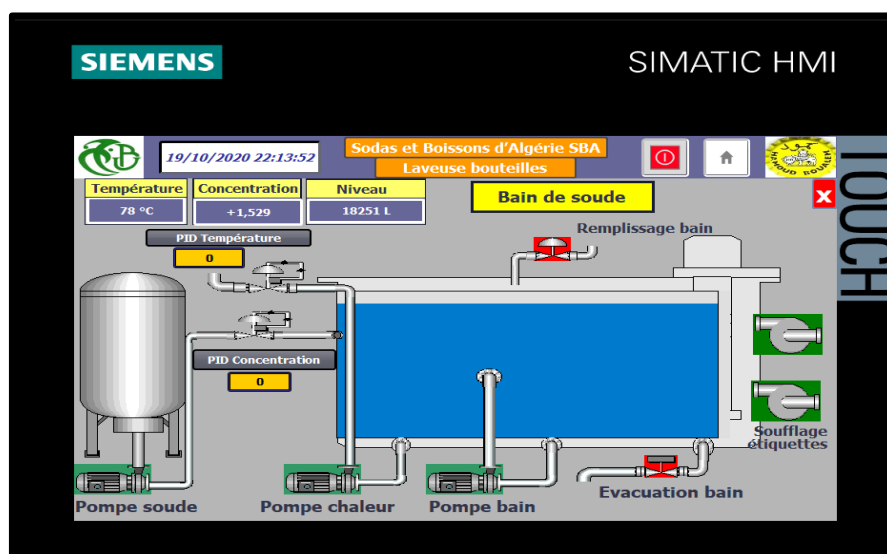 SIEMENS
SIMATIC HMI
TOUCH
19/10/2020 22:13:52
Sodas et Boissons d'Algérie SBA
Laveuse bouteilles
Température
Concentration
Niveau
78 °C
+1,529
18251 L
Bain de soude
x
PID Température
0
Remplissage bain
PID Concentration
0
Soufflage
étiquettes
Evacuation bain
Pompe soude
Pompe chaleur
Pompe bain